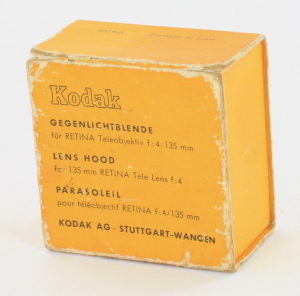 Kodak
GEGENLICHTBLENDE
für RETINA Teleobjektiv f:4/135 mm
LENS HOOD
for 135 mm RETINA Tele Lens f:4
PARASOLEIL
pour téléobjectif RETINA f:4/135 mm
KODAK AG - STUTTGART-WANGEN